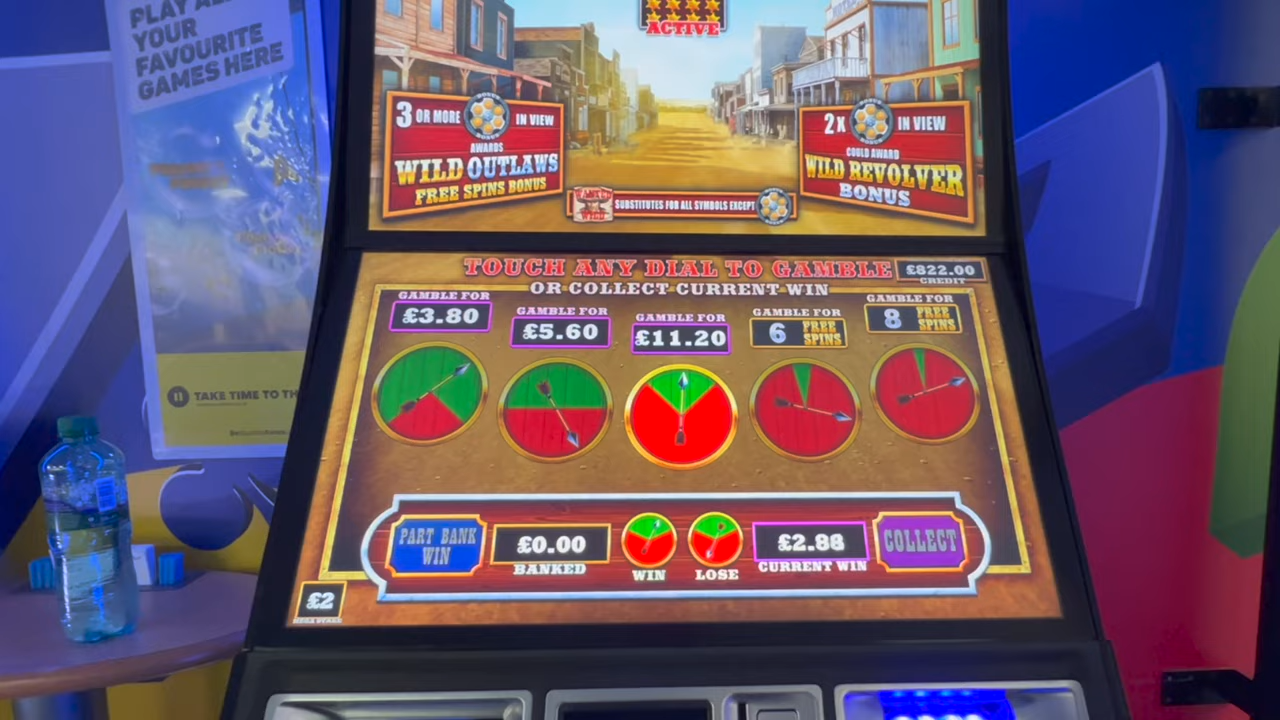 PLAY ALL
YOUR
FAVOURITE
GAMES HERE
ACTIVE
3 OR MORE BONUS IN VIEW
AWARDS
WILD OUTLAWS
FREE SPINS BONUS
2X BONUS IN VIEW
COULD AWARD
WILD REVOLVER
BONUS
WANTED
WILD
SUBSTITUTES FOR ALL SYMBOLS EXCEPT
TOUCH ANY DIAL TO GAMBLE
OR COLLECT CURRENT WIN
£822.00
CREDIT
GAMBLE FOR
£3.80
GAMBLE FOR
£5.60
GAMBLE FOR
£11.20
GAMBLE FOR
6 FREE SPINS
GAMBLE FOR
8 FREE SPINS
PART BANK
WIN
£0.00
BANKED
WIN
LOSE
£2.88
CURRENT WIN
COLLECT
£2
TAKE TIME TO TH